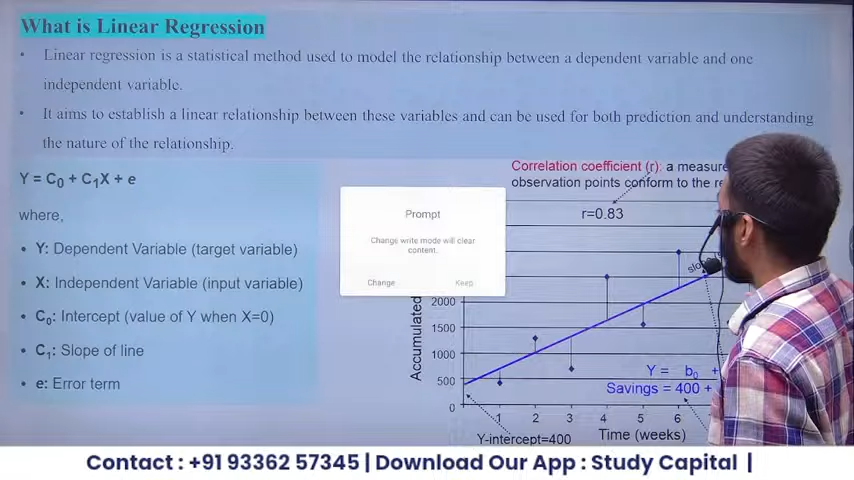 What is Linear Regression
• Linear regression is a statistical method used to model the relationship between a dependent variable and one
independent variable.
• It aims to establish a linear relationship between these variables and can be used for both prediction and understanding
the nature of the relationship.
Y = C₀ + C₁X + e
where,
• Y: Dependent Variable (target variable)
• X: Independent Variable (input variable)
• C₀: Intercept (value of Y when X=0)
• C₁: Slope of line
• e: Error term
Prompt
Change write mode will clear
content.
Change Keep
Correlation coefficient (r): a measure
observation points conform to the
r=0.83
Accumulated
2000
1500
1000
500
0
1 2 3 4 5 6
Y = b₀ +
Savings = 400 +
Y-intercept=400
Time (weeks)
Contact : +91 93362 57345 | Download Our App : Study Capital |